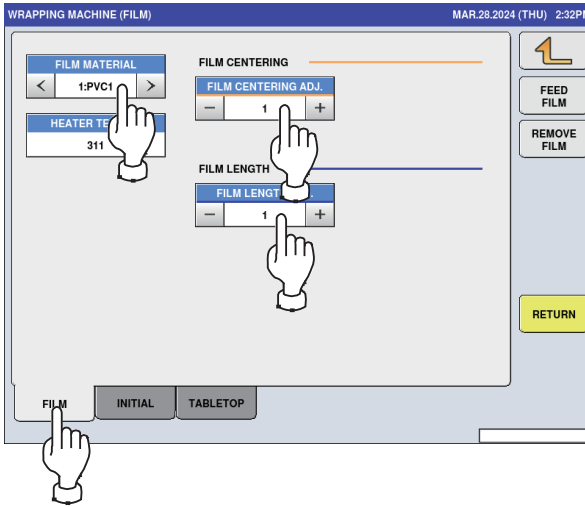 WRAPPING MACHINE (FILM) MAR.28.2024 (THU) 2:32P
FILM MATERIAL
< 1:PVC1 >
HEATER
311
FILM CENTERING
FILM CENTERING ADJ.
- 1 +
FILM LENGTH
FILM LENGT
- 1 +
FEED
FILM
REMOVE
FILM
RETURN
FILM
INITIAL
TABLETOP